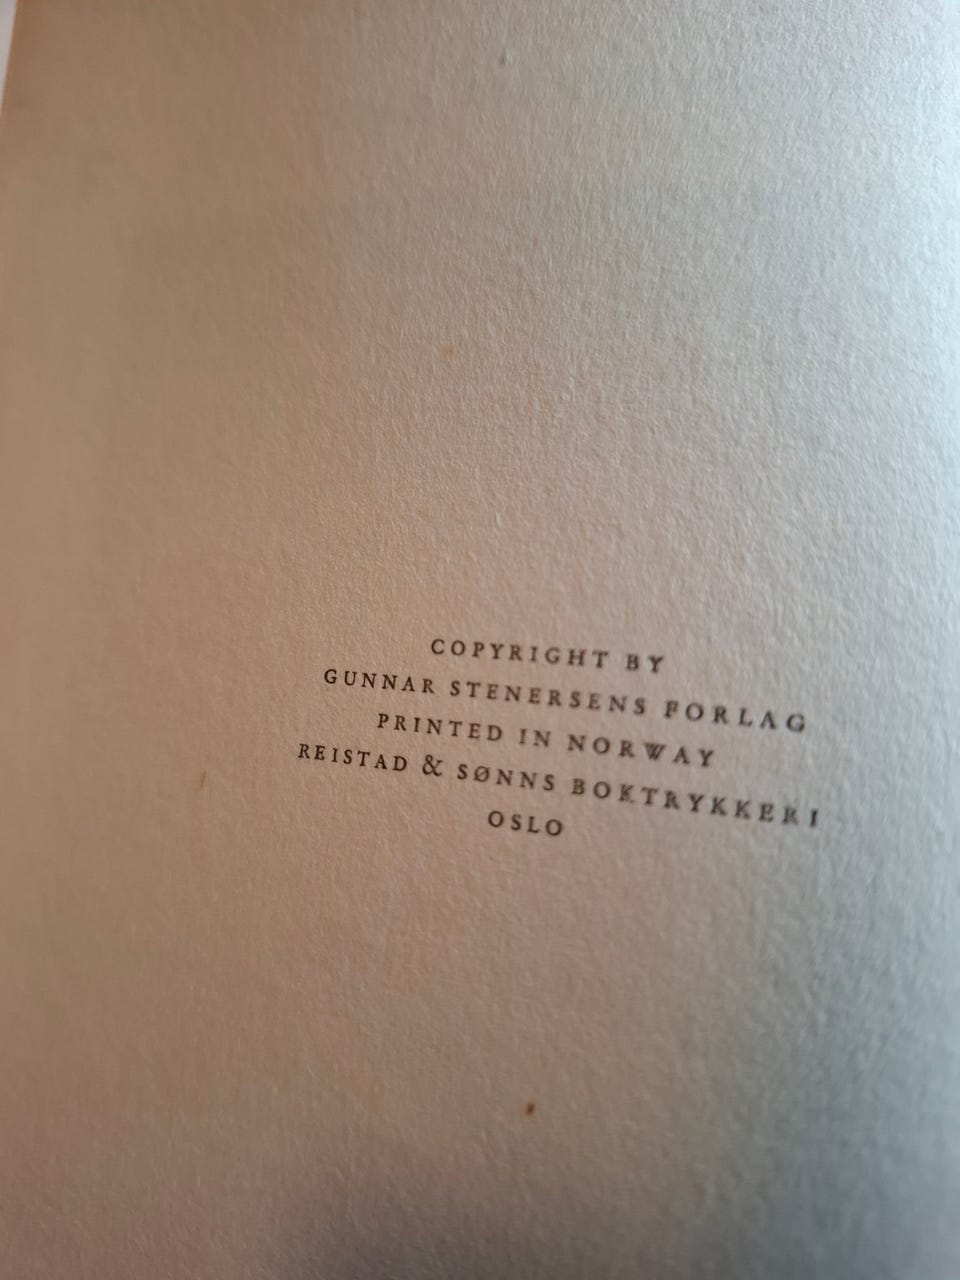 COPYRIGHT BY
GUNNAR STENERSENS FORLAG
PRINTED IN NORWAY
REISTAD & SØNNS BOKTRYKKERI
OSLO